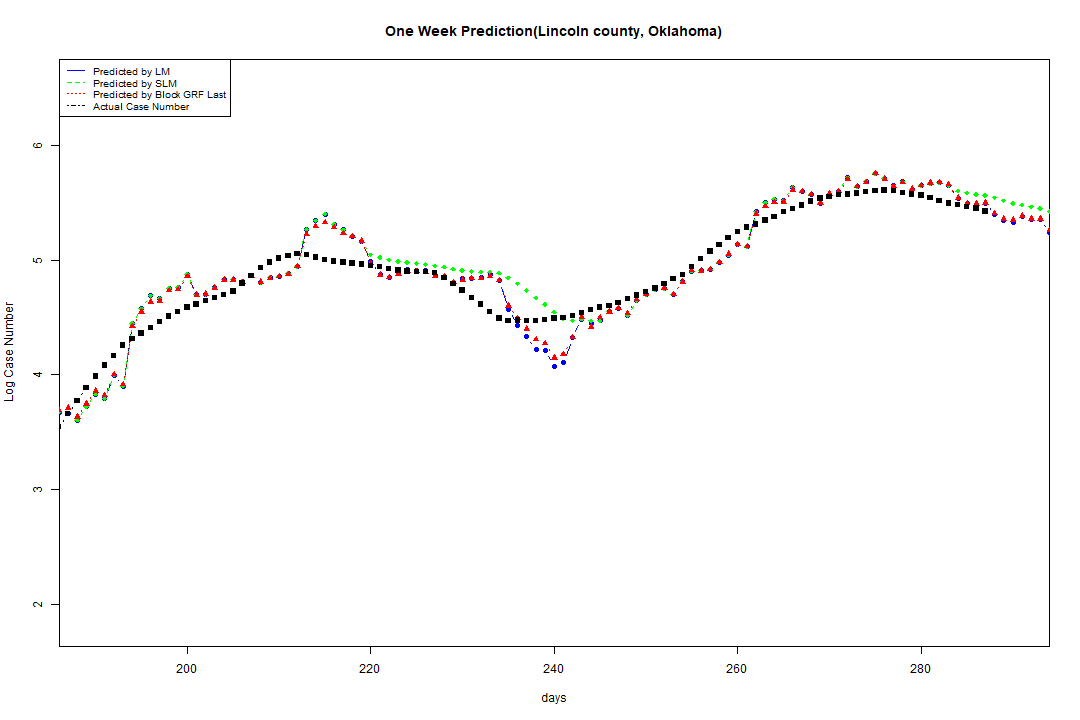 One Week Prediction(Lincoln county, Oklahoma)
Predicted by LM
Predicted by SLM
Predicted by Block GRF Last
Actual Case Number
6
5
4
3
2
Log Case Number
200 220 240 260 280
days